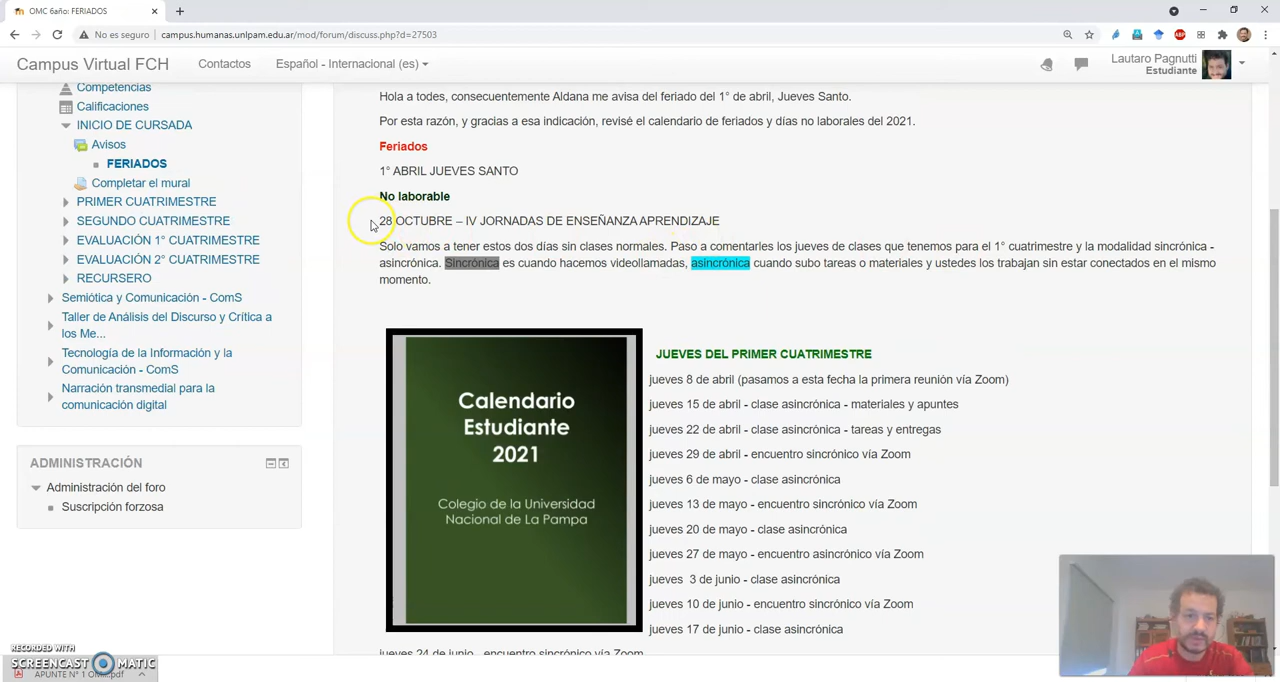 OMC 6año: FERIADOS
No es seguro
campus.humanas.unlpam.edu.ar/mod/forum/discuss.php?d=27503
ABP
Campus Virtual FCH
Contactos
Español - Internacional (es)
Lautaro Pagnutti
Estudiante
Competencias
Calificaciones
INICIO DE CURSADA
Avisos
FERIADOS
Completar el mural
PRIMER CUATRIMESTRE
SEGUNDO CUATRIMESTRE
EVALUACIÓN 1° CUATRIMESTRE
EVALUACIÓN 2° CUATRIMESTRE
RECURSERO
Semiótica y Comunicación - ComS
Taller de Análisis del Discurso y Crítica a
los Me...
Tecnología de la Información y la
Comunicación - ComS
Narración transmedial para la
comunicación digital
ADMINISTRACIÓN
Administración del foro
Suscripción forzosa
Hola a todes, consecuentemente Aldana me avisa del feriado del 1° de abril, Jueves Santo.
Por esta razón, y gracias a esa indicación, revisé el calendario de feriados y días no laborales del 2021.
Feriados
1° ABRIL JUEVES SANTO
No laborable
28 OCTUBRE – IV JORNADAS DE ENSEÑANZA APRENDIZAJE
Solo vamos a tener estos dos días sin clases normales. Paso a comentarles los jueves de clases que tenemos para el 1° cuatrimestre y la modalidad sincrónica -
asincrónica. Sincrónica es cuando hacemos videollamadas, asincrónica cuando subo tareas o materiales y ustedes los trabajan sin estar conectados en el mismo
momento.
Calendario
Estudiante
2021
Colegio de la Universidad
Nacional de La Pampa
JUEVES DEL PRIMER CUATRIMESTRE
jueves 8 de abril (pasamos a esta fecha la primera reunión vía Zoom)
jueves 15 de abril - clase asincrónica - materiales y apuntes
jueves 22 de abril - clase asincrónica - tareas y entregas
jueves 29 de abril - encuentro sincrónico vía Zoom
jueves 6 de mayo - clase asincrónica
jueves 13 de mayo - encuentro sincrónico vía Zoom
jueves 20 de mayo - clase asincrónica
jueves 27 de mayo - encuentro asincrónico vía Zoom
jueves 3 de junio - clase asincrónica
jueves 10 de junio - encuentro sincrónico vía Zoom
jueves 17 de junio - clase asincrónica
jueves 24 de junio - encuentro sincrónico vía Zoom
RECORDED WITH
SCREENCAST MATIC
APUNTE N° 1 OM....pdf